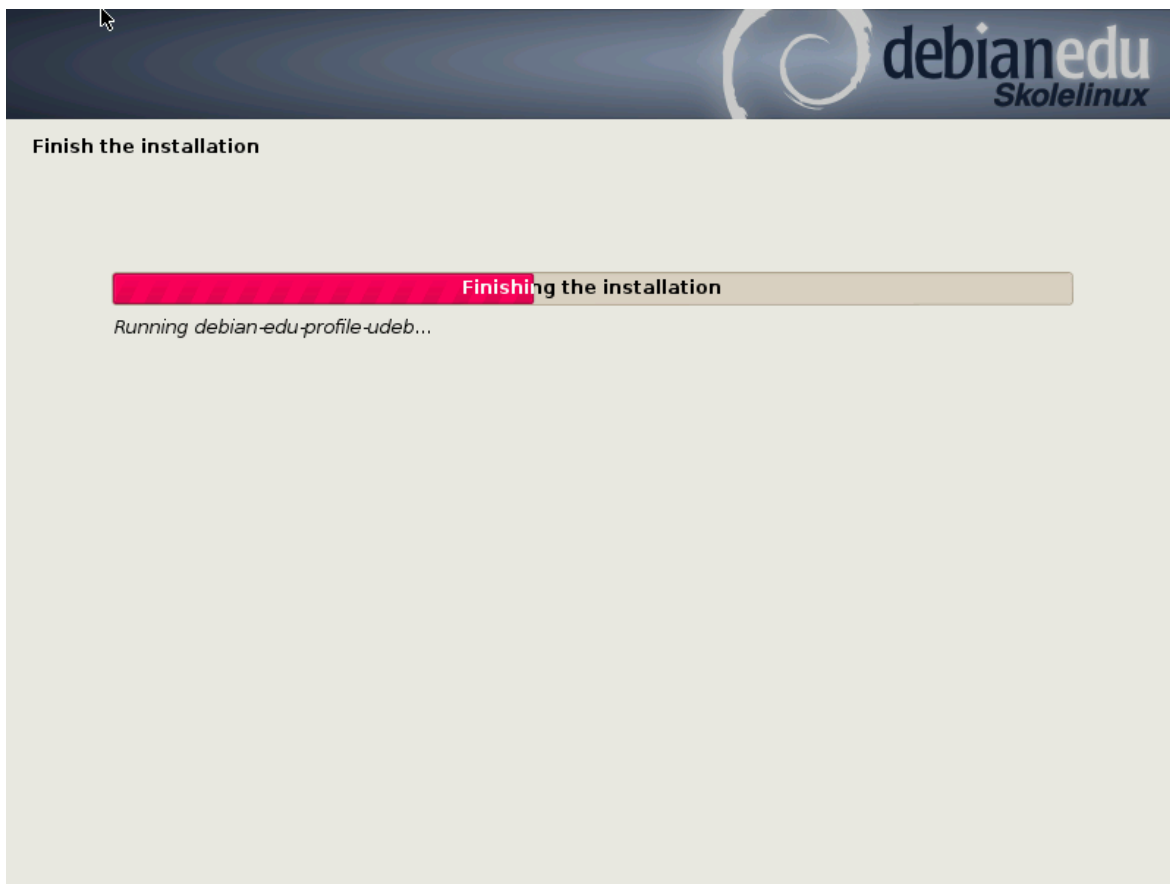 debianedu
Skolelinux
Finish the installation
Finishing the installation
Running debian-edu-profile-udeb...